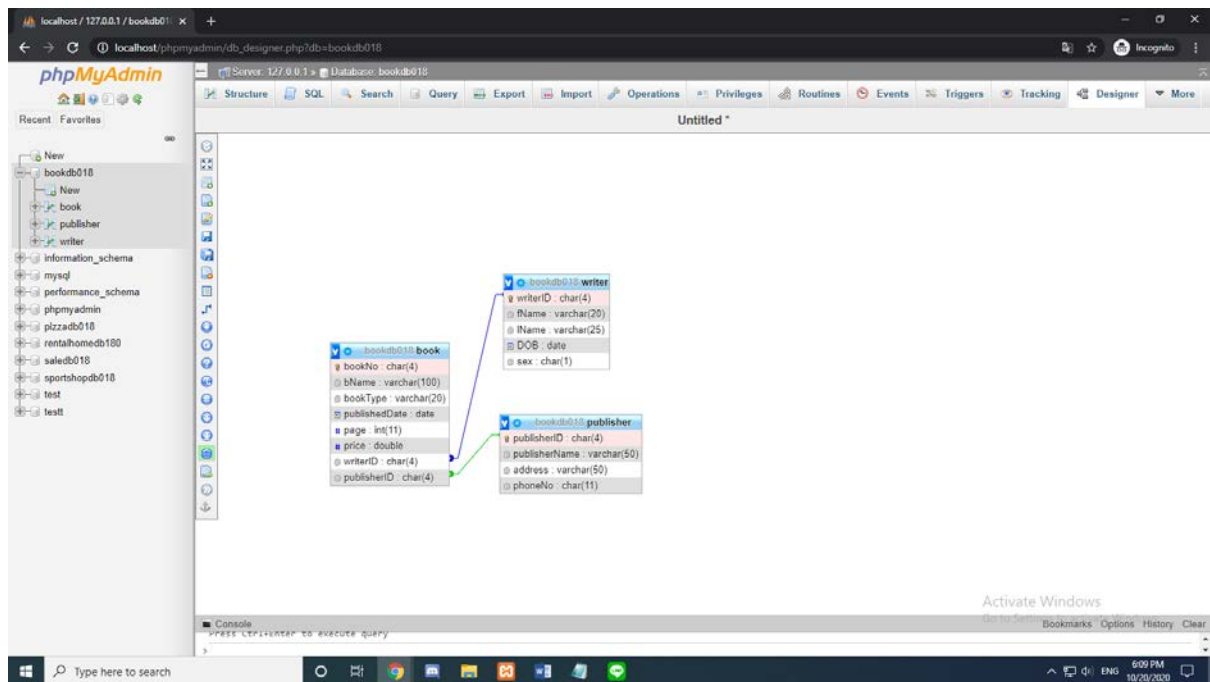 localhost / 127.0.0.1 / bookdb01
localhost/phpmyadmin/db_designer.php?db=bookdb018
Incognito
phpMyAdmin
Recent Favorites
New
bookdb018
New
book
publisher
writer
information_schema
mysql
performance_schema
phpmyadmin
pizzadb018
rentalhomedb180
saledb018
sportshopdb018
test
testt
Server: 127.0.0.1 » Database: bookdb018
Structure SQL Search Query Export Import Operations Privileges Routines Events Triggers Tracking Designer More
Untitled *
bookdb018 writer
writerID : char(4)
fName : varchar(20)
lName : varchar(25)
DOB : date
sex : char(1)
bookdb018 book
bookNo : char(4)
bName : varchar(100)
bookType : varchar(20)
publishedDate : date
page : int(11)
price : double
writerID : char(4)
publisherID : char(4)
bookdb018 publisher
publisherID : char(4)
publisherName : varchar(50)
address : varchar(50)
phoneNo : char(11)
Activate Windows
Go to Settings to activate Windows.
Console
Bookmarks Options History Clear
Press Ctrl+Enter to execute query
>
Type here to search
ENG
6:09 PM
10/20/2020